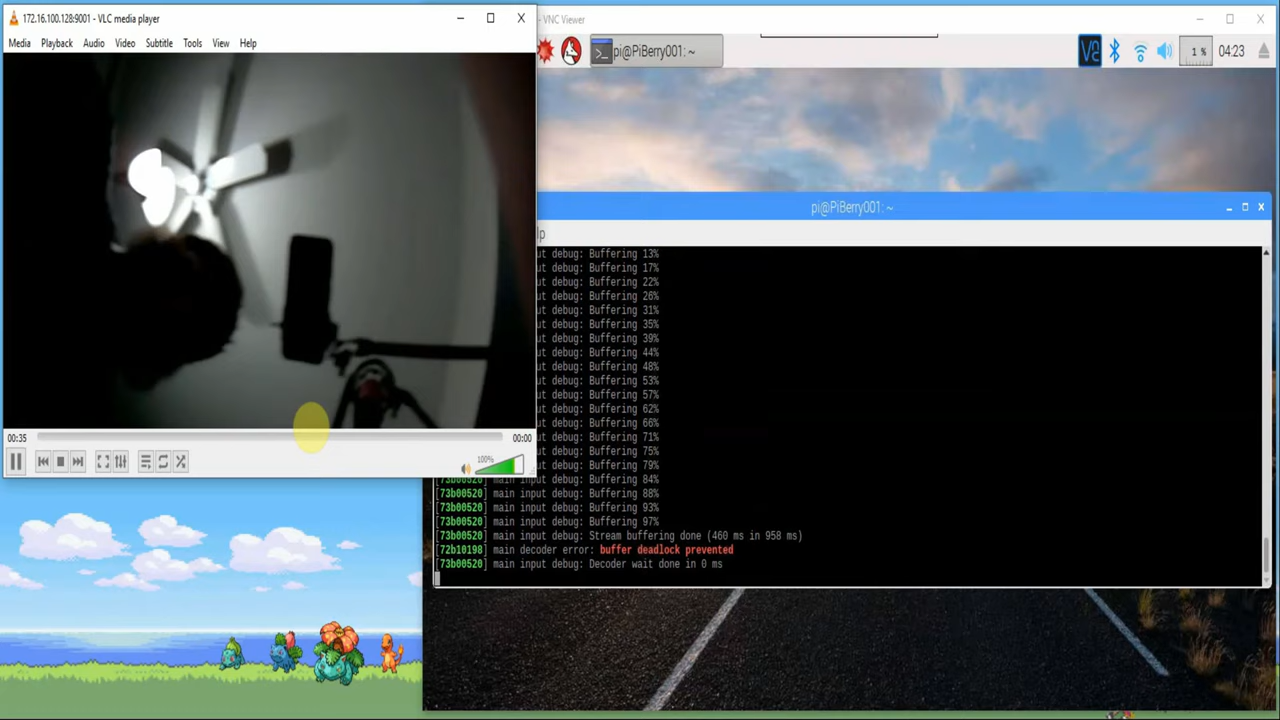 172.16.100.128:9001 - VLC media player
Media Playback Audio Video Subtitle Tools View Help
00:35
00:00
100%
- VNC Viewer
pi@PiBerry001: ~
1 %
04:23
pi@PiBerry001: ~
lp
ut debug: Buffering 13%
ut debug: Buffering 17%
ut debug: Buffering 22%
ut debug: Buffering 26%
ut debug: Buffering 31%
ut debug: Buffering 35%
ut debug: Buffering 39%
ut debug: Buffering 44%
ut debug: Buffering 48%
ut debug: Buffering 53%
ut debug: Buffering 57%
ut debug: Buffering 62%
ut debug: Buffering 66%
ut debug: Buffering 71%
ut debug: Buffering 75%
ut debug: Buffering 79%
[73b00520] main input debug: Buffering 84%
[73b00520] main input debug: Buffering 88%
[73b00520] main input debug: Buffering 93%
[73b00520] main input debug: Buffering 97%
[73b00520] main input debug: Stream buffering done (460 ms in 958 ms)
[72b10198] main decoder error: buffer deadlock prevented
[73b00520] main input debug: Decoder wait done in 0 ms